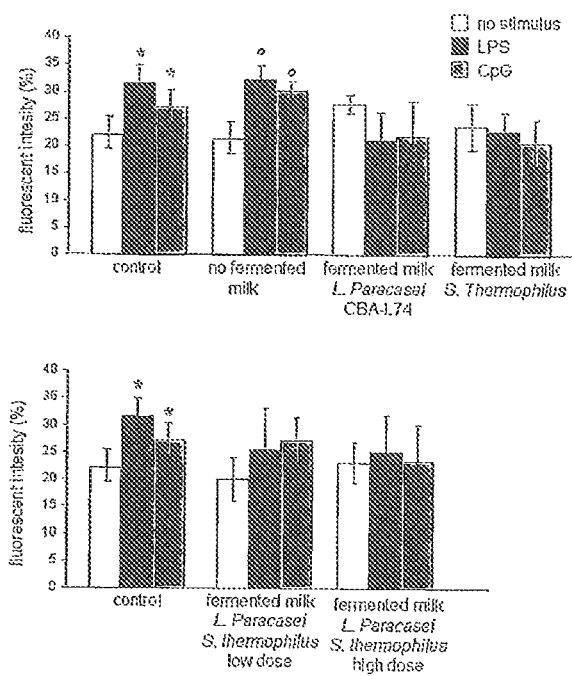 no stimulus
LPS
CpG
fluorescent intesity (%)
40
35
30
25
20
15
10
5
0
* * ° °
control
no fermented
milk
fermented milk
L. Paracasei
CBA-L74
fermented milk
S. Thermophilus
fluorescent intesity (%)
40
35
30
25
20
15
10
5
0
* *
control
fermented milk
L. Paracasei
S. thermophilus
low dose
fermented milk
L. Paracasei
S. thermophilus
high dose